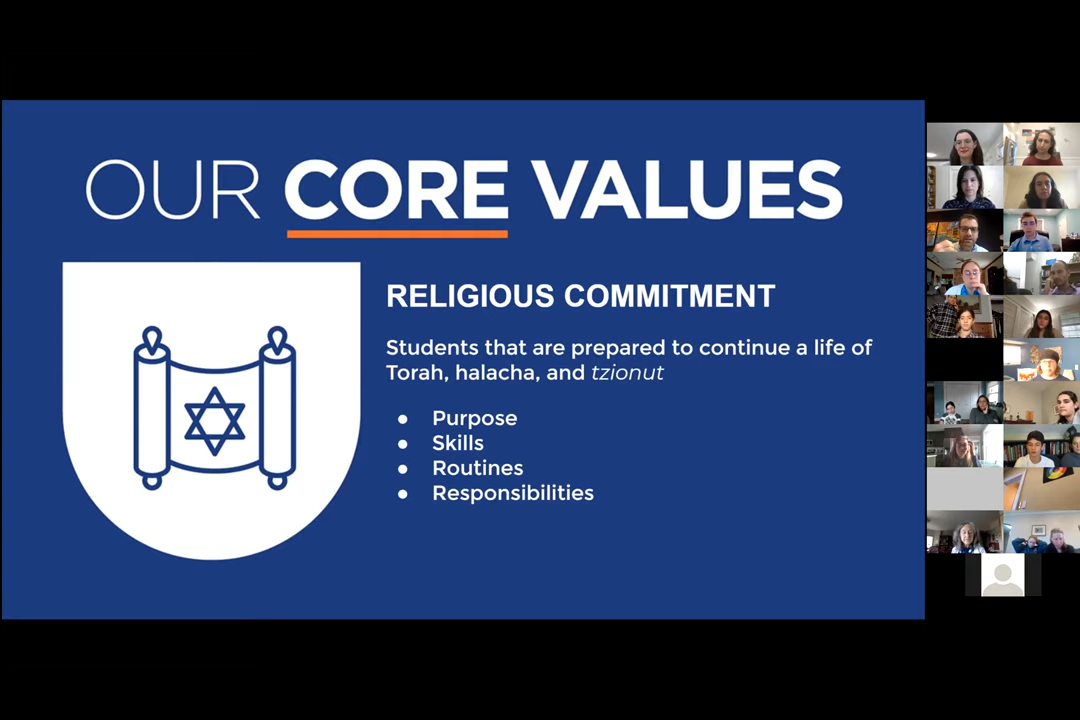 OUR CORE VALUES
RELIGIOUS COMMITMENT
Students that are prepared to continue a life of
Torah, halacha, and tzionut
● Purpose
● Skills
● Routines
● Responsibilities